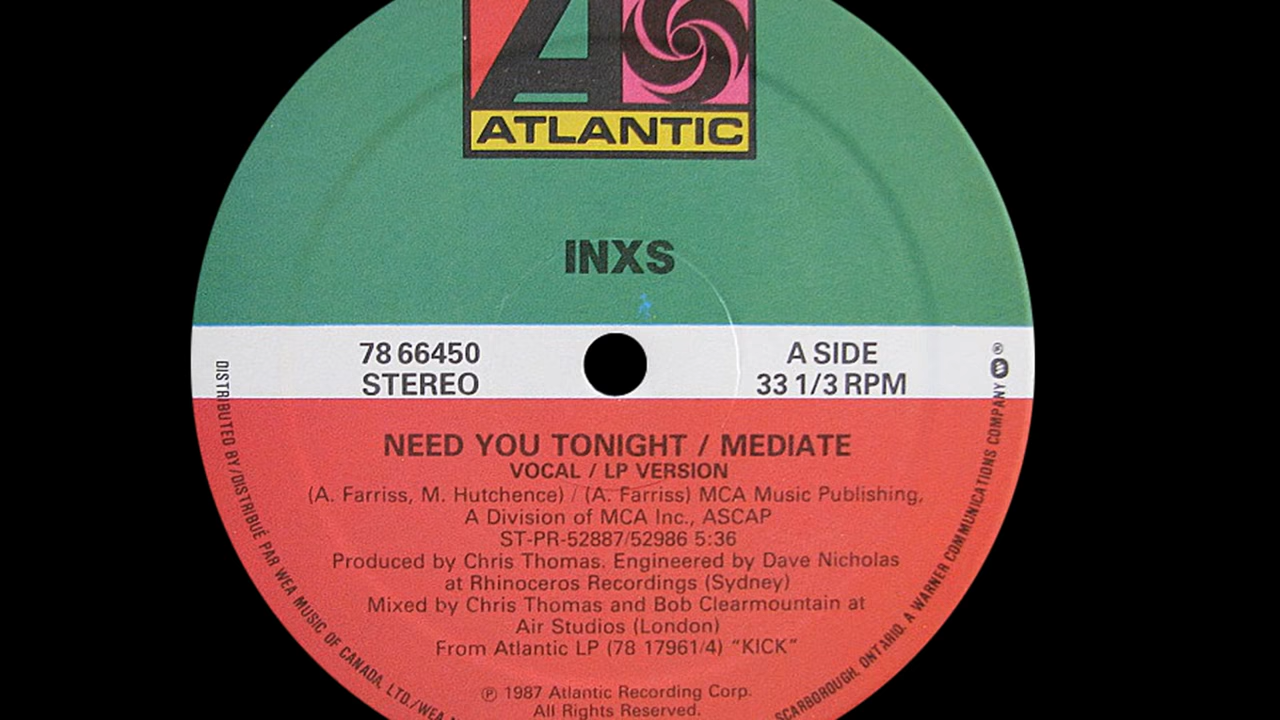 ATLANTIC
INXS
78 66450
STEREO
A SIDE
33 1/3 RPM
NEED YOU TONIGHT / MEDIATE
VOCAL / LP VERSION
(A. Farriss, M. Hutchence) / (A. Farriss) MCA Music Publishing,
A Division of MCA Inc., ASCAP
ST-PR-52887/52986 5:36
Produced by Chris Thomas. Engineered by Dave Nicholas
at Rhinoceros Recordings (Sydney)
Mixed by Chris Thomas and Bob Clearmountain at
Air Studios (London)
From Atlantic LP (78 17961/4) “KICK”
℗ 1987 Atlantic Recording Corp.
All Rights Reserved.
DISTRIBUTED BY/DISTRIBUÉ PAR WEA MUSIC OF CANADA, LTD./WEA
SCARBOROUGH, ONTARIO. A WARNER COMMUNICATIONS COMPANY ®